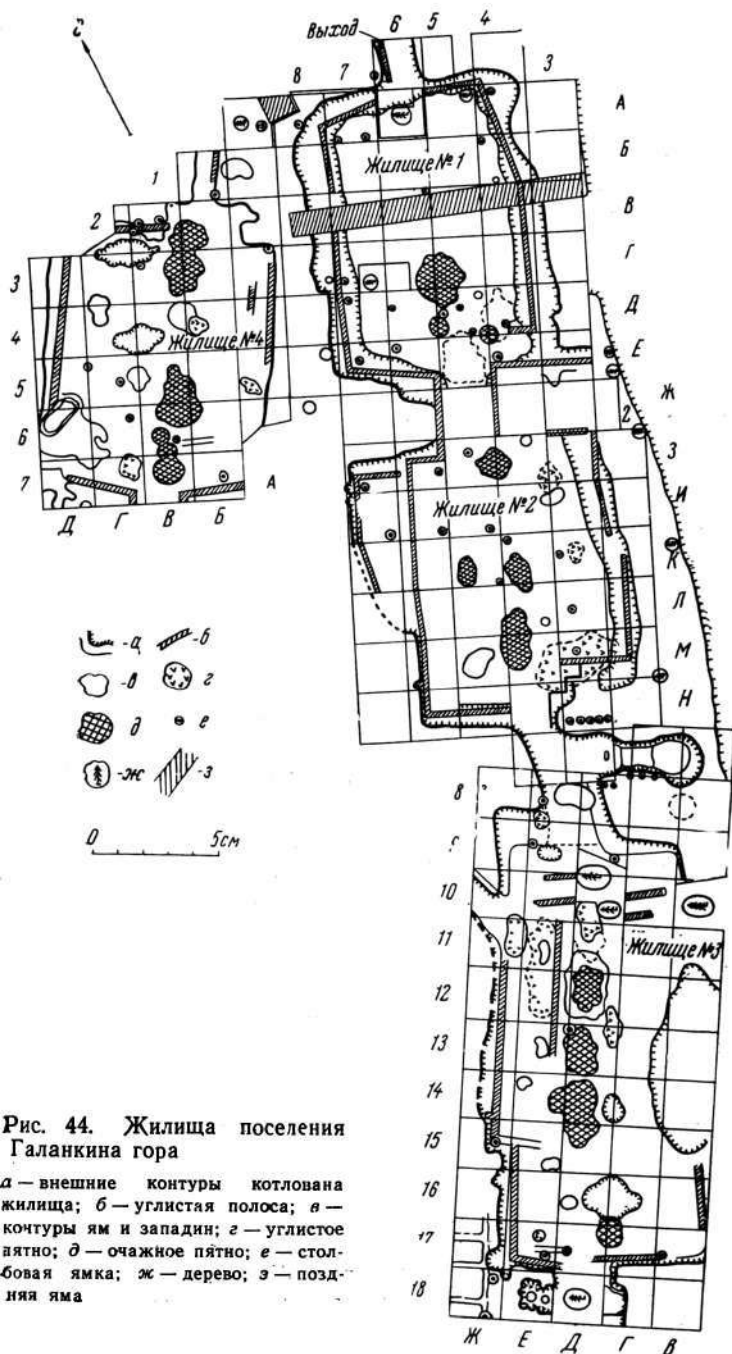 С
Выход
6 5 4
8 7
3
А
Б
1
Жилище №1
2
В
Г
3
Д
4
Жилище №4
Е
5
Ж
2
6
З
7
А
И
Д Г В Б
Жилище №2
К
Л
-а -б
М
-в г
Н
д е
-ж -з
8
0 5см
9
10
11
Жилище №3
12
13
14
15
16
17
18
Ж Е Д Г В
Рис. 44. Жилища поселения
Галанкина гора
а — внешние контуры котлована
жилища; б — углистая полоса; в —
контуры ям и западин; г — углистое
пятно; д — очажное пятно; е — стол-
бовая ямка; ж — дерево; з — позд-
няя яма